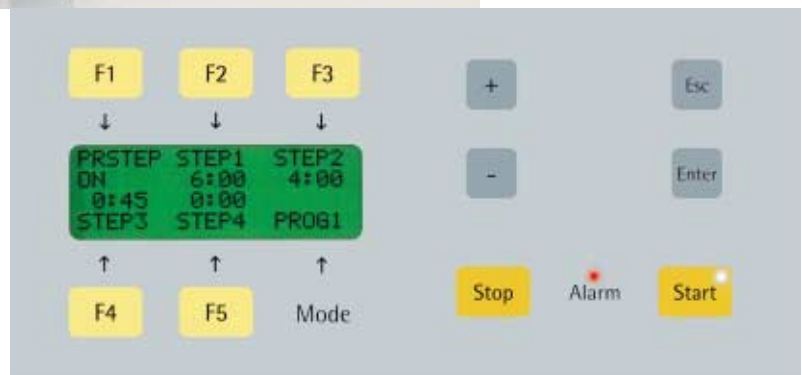 F1 F2 F3
+ Esc
↓ ↓ ↓
PRSTEP STEP1 STEP2
ON 6:00 4:00
0:45 0:00
STEP3 STEP4 PROG1
- Enter
↑ ↑ ↑
F4 F5 Mode
Stop Alarm Start